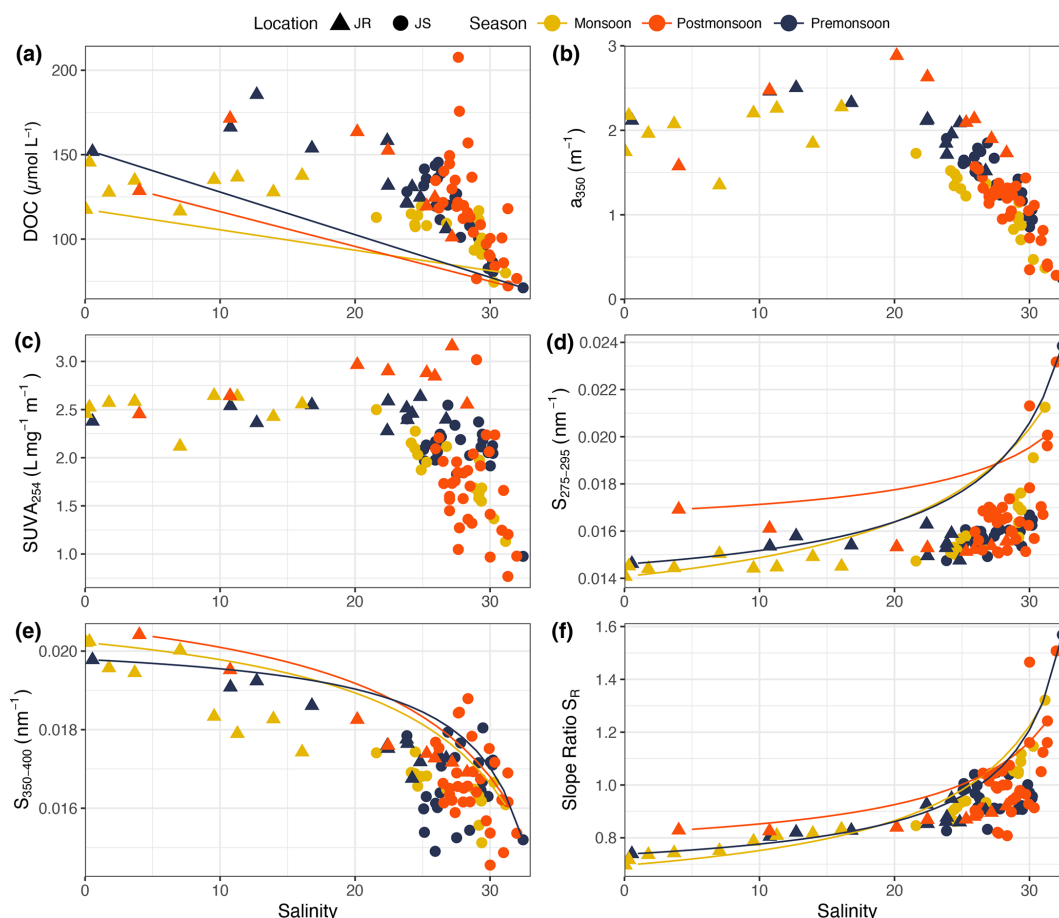 Location JR JS Season Monsoon Postmonsoon Premonsoon
(a)
DOC (µmol L⁻¹)
200
150
100
0 10 20 30
(b)
a₃₅₀ (m⁻¹)
3
2
1
0
0 10 20 30
(c)
SUVA₂₅₄ (L mg⁻¹ m⁻¹)
3.0
2.5
2.0
1.5
1.0
0 10 20 30
(d)
S₂₇₅₋₂₉₅ (nm⁻¹)
0.024
0.022
0.020
0.018
0.016
0.014
0 10 20 30
(e)
S₃₅₀₋₄₀₀ (nm⁻¹)
0.020
0.018
0.016
0 10 20 30
Salinity
(f)
Slope Ratio S_R
1.6
1.4
1.2
1.0
0.8
0 10 20 30
Salinity